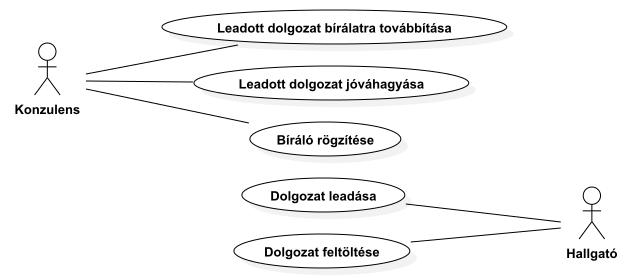 Leadott dolgozat bírálatra továbbítása
Leadott dolgozat jóváhagyása
Konzulens
Bíráló rögzítése
Dolgozat leadása
Dolgozat feltöltése
Hallgató